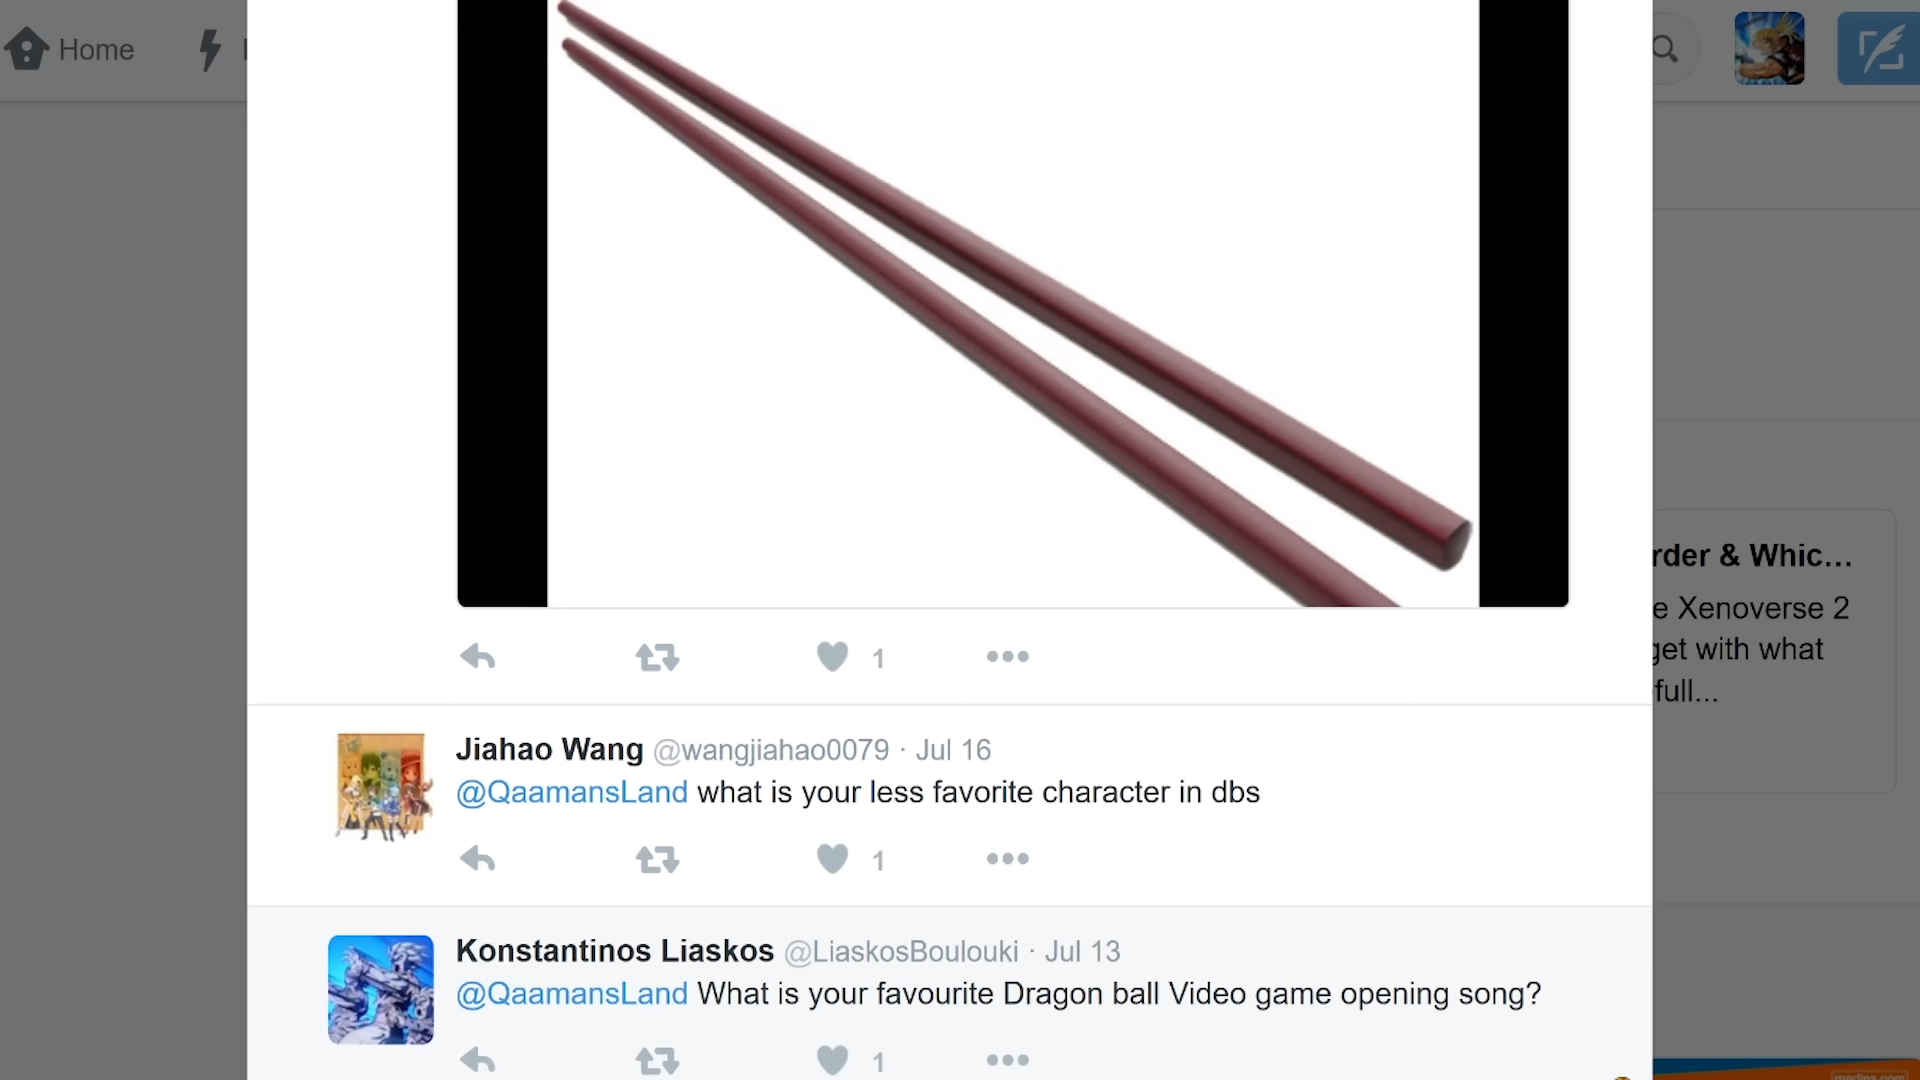 Home
rder & Whic...
e Xenoverse 2
get with what
full...
1
Jiahao Wang @wangjiahao0079 · Jul 16
@QaamansLand what is your less favorite character in dbs
1
Konstantinos Liaskos @LiaskosBoulouki · Jul 13
@QaamansLand What is your favourite Dragon ball Video game opening song?
1